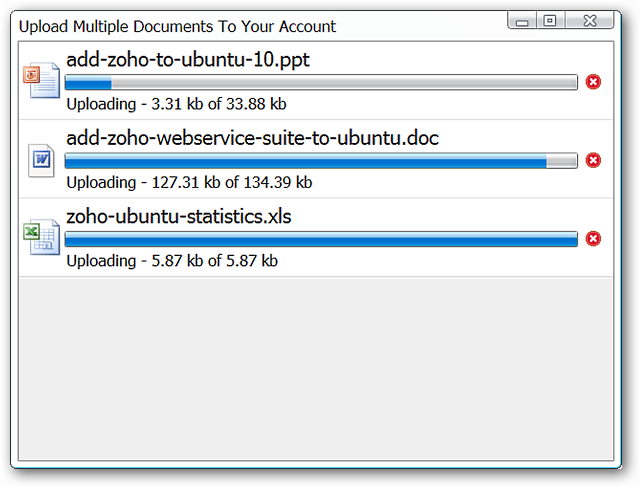 Upload Multiple Documents To Your Account
add-zoho-to-ubuntu-10.ppt
Uploading - 3.31 kb of 33.88 kb
add-zoho-webservice-suite-to-ubuntu.doc
Uploading - 127.31 kb of 134.39 kb
zoho-ubuntu-statistics.xls
Uploading - 5.87 kb of 5.87 kb